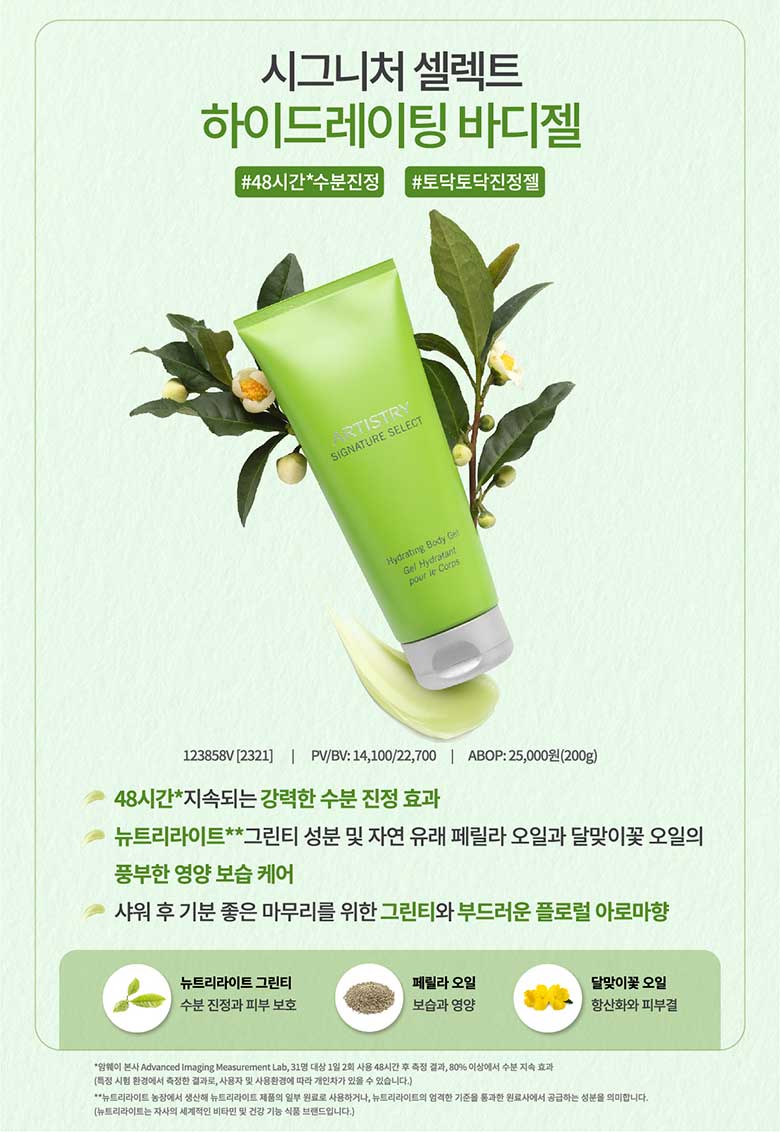 시그니처 셀렉트
하이드레이팅 바디젤
#48시간*수분진정 #토닥토닥진정젤
ARTISTRY
SIGNATURE SELECT
Hydrating Body Gel
Gel Hydratant
pour le Corps
123858V [2321] | PV/BV: 14,100/22,700 | ABOP: 25,000원(200g)
48시간*지속되는 강력한 수분 진정 효과
뉴트리라이트**그린티 성분 및 자연 유래 페릴라 오일과 달맞이꽃 오일의
풍부한 영양 보습 케어
샤워 후 기분 좋은 마무리를 위한 그린티와 부드러운 플로럴 아로마향
뉴트리라이트 그린티
수분 진정과 피부 보호
페릴라 오일
보습과 영양
달맞이꽃 오일
항산화와 피부결
*암웨이 본사 Advanced Imaging Measurement Lab, 31명 대상 1일 2회 사용 48시간 후 측정 결과, 80% 이상에서 수분 지속 효과
(특정 시험 환경에서 측정한 결과로, 사용자 및 사용환경에 따라 개인차가 있을 수 있습니다.)
**뉴트리라이트 농장에서 생산해 뉴트리라이트 제품의 일부 원료로 사용하거나, 뉴트리라이트의 엄격한 기준을 통과한 원료사에서 공급하는 성분을 의미합니다.
(뉴트리라이트는 자사의 세계적인 비타민 및 건강 기능 식품 브랜드입니다.)